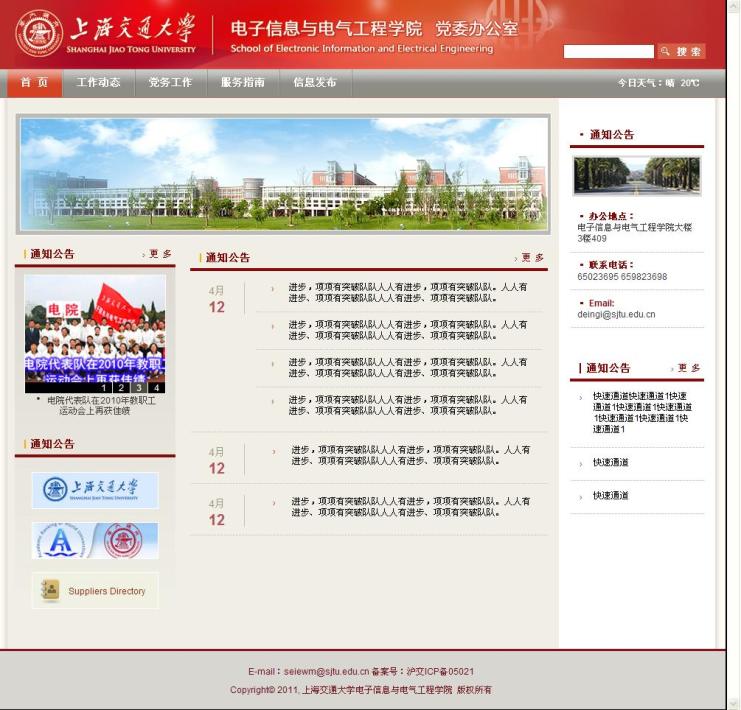 上海交通大学
SHANGHAI JIAO TONG UNIVERSITY
电子信息与电气工程学院 党委办公室
School of Electronic Information and Electrical Engineering
搜 索
首 页 工作动态 党务工作 服务指南 信息发布
今日天气：晴 20℃
通知公告 更 多
电院
上海交通大学
电院代表队在2010年教职工
运动会上再获佳绩
1 2 3 4
电院代表队在2010年教职工
运动会上再获佳绩
通知公告
上海交通大学
SHANGHAI JIAO TONG UNIVERSITY
Suppliers Directory
通知公告 更 多
4月
12
进步，项项有突破队队人人有进步，项项有突破队队。人人有
进步、项项有突破队队人人有进步、项项有突破队队。
进步，项项有突破队队人人有进步，项项有突破队队。人人有
进步、项项有突破队队人人有进步、项项有突破队队。
进步，项项有突破队队人人有进步，项项有突破队队。人人有
进步、项项有突破队队人人有进步、项项有突破队队。
进步，项项有突破队队人人有进步，项项有突破队队。人人有
进步、项项有突破队队人人有进步、项项有突破队队。
4月
12
进步，项项有突破队队人人有进步，项项有突破队队。人人有
进步、项项有突破队队人人有进步、项项有突破队队。
4月
12
进步，项项有突破队队人人有进步，项项有突破队队。人人有
进步、项项有突破队队人人有进步、项项有突破队队。
通知公告
办公地点：
电子信息与电气工程学院大楼
3楼409
联系电话：
65023695 659823698
Email:
deingi@sjtu.edu.cn
通知公告 更 多
快速通道快速通道1快速
通道1快速通道1快速通道
1快速通道1快速通道1快
速通道1
快速通道
快速通道
E-mail：seiewm@sjtu.edu.cn 备案号：沪交ICP备05021
Copyright© 2011, 上海交通大学电子信息与电气工程学院 版权所有